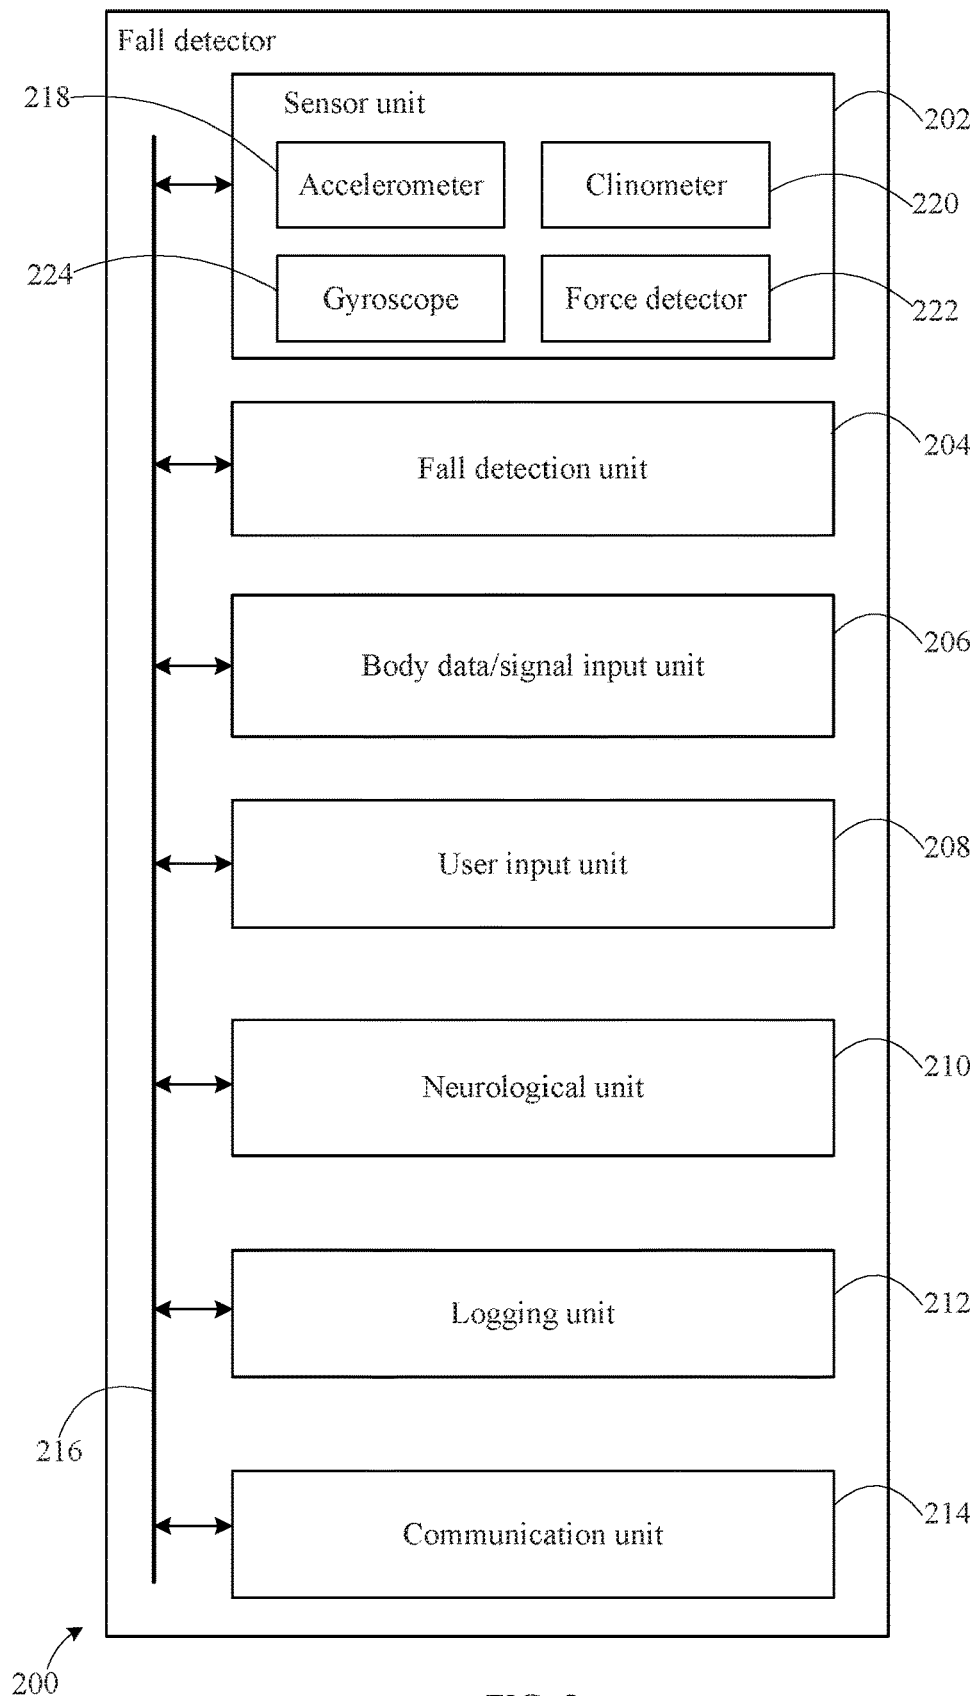 Fall detector
218
Sensor unit
202
Accelerometer
Clinometer
220
224
Gyroscope
Force detector
222
Fall detection unit
204
Body data/signal input unit
206
User input unit
208
Neurological unit
210
Logging unit
212
216
Communication unit
214
200